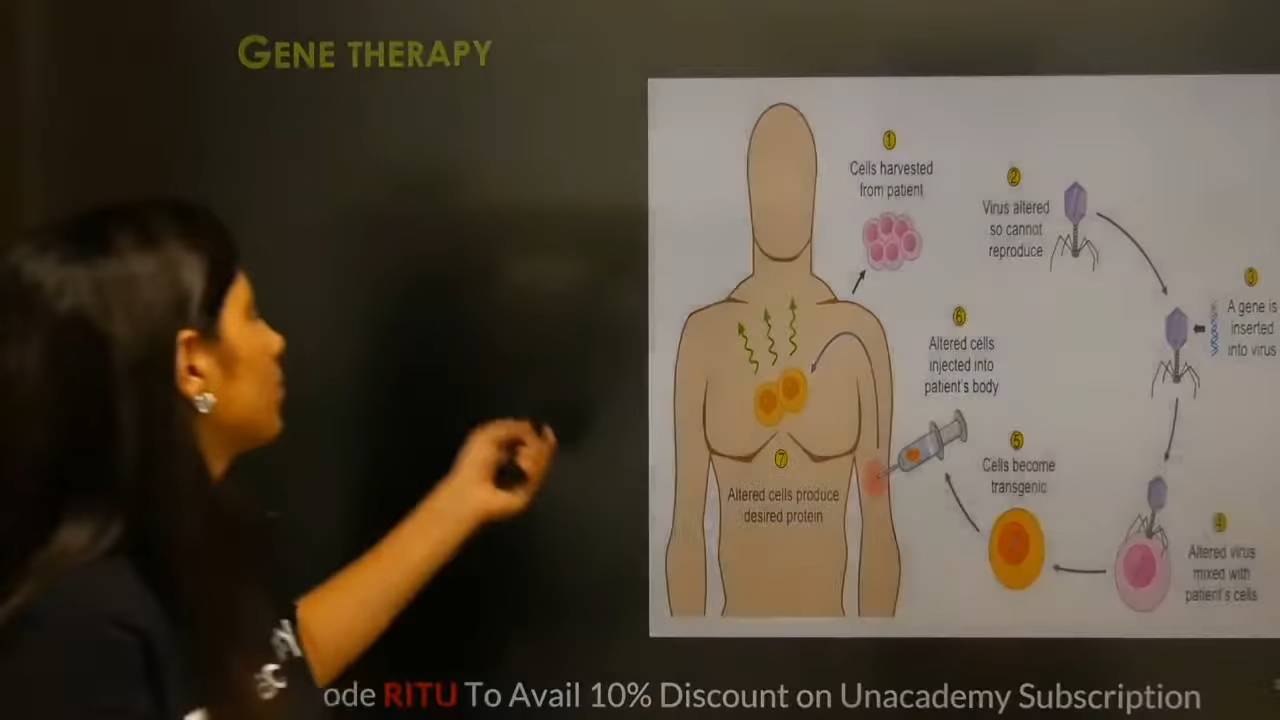 GENE THERAPY
1
Cells harvested
from patient
2
Virus altered
so cannot
reproduce
3
A gene is
inserted
into virus
4
Altered virus
mixed with
patient's cells
5
Cells become
transgenic
6
Altered cells
injected into
patient's body
7
Altered cells produce
desired protein
ode RITU To Avail 10% Discount on Unacademy Subscription